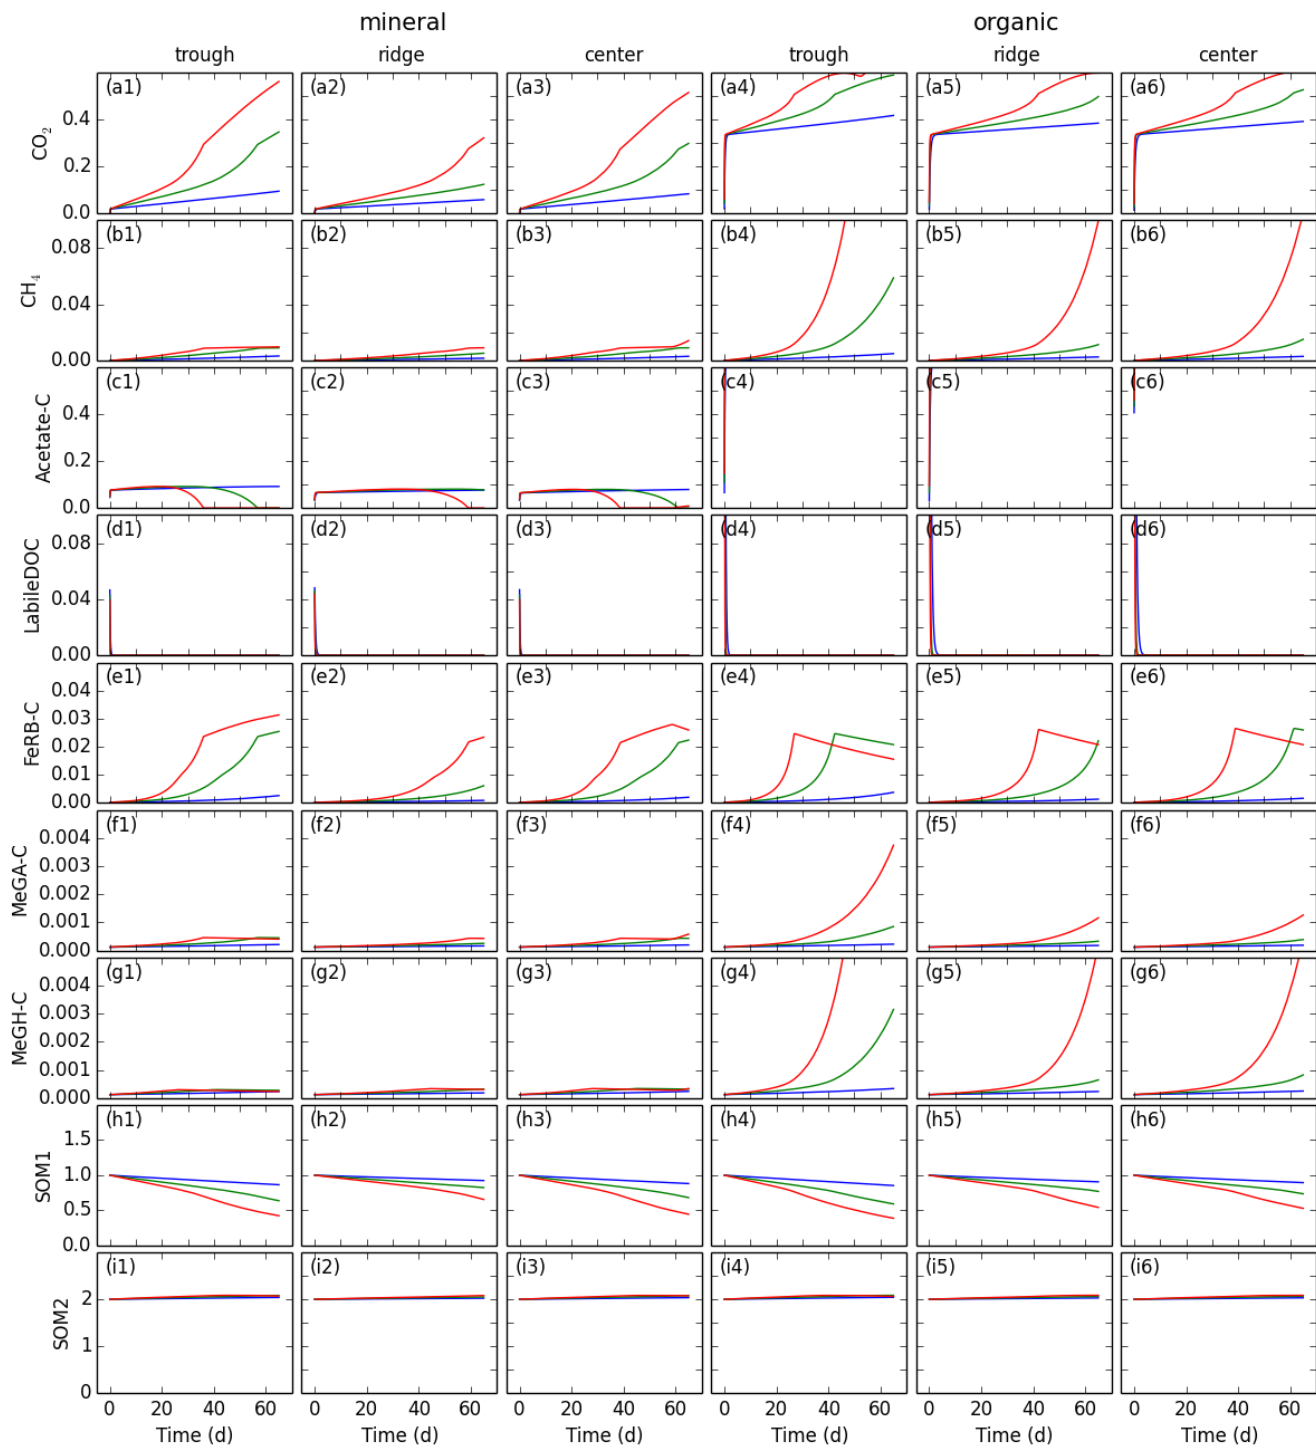 mineral organic
trough ridge center trough ridge center
CO₂
0.4
0.2
0.0
(a1) (a2) (a3) (a4) (a5) (a6)
CH₄
0.08
0.04
0.00
(b1) (b2) (b3) (b4) (b5) (b6)
Acetate-C
0.4
0.2
0.0
(c1) (c2) (c3) (c4) (c5) (c6)
LabileDOC
0.08
0.04
0.00
(d1) (d2) (d3) (d4) (d5) (d6)
FeRB-C
0.04
0.03
0.02
0.01
0.00
(e1) (e2) (e3) (e4) (e5) (e6)
MeGA-C
0.004
0.003
0.002
0.001
0.000
(f1) (f2) (f3) (f4) (f5) (f6)
MeGH-C
0.004
0.003
0.002
0.001
0.000
(g1) (g2) (g3) (g4) (g5) (g6)
SOM1
1.5
1.0
0.5
0.0
(h1) (h2) (h3) (h4) (h5) (h6)
SOM2
2
1
0
(i1) (i2) (i3) (i4) (i5) (i6)
0 20 40 60 0 20 40 60 0 20 40 60 0 20 40 60 0 20 40 60 0 20 40 60
Time (d) Time (d) Time (d) Time (d) Time (d) Time (d)